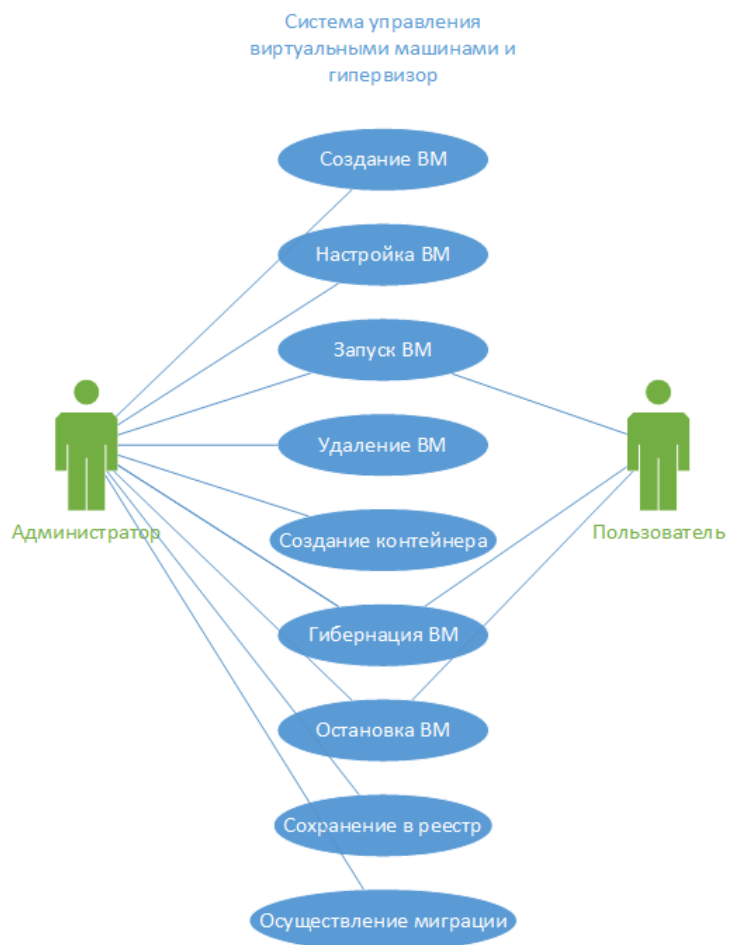 Система управления
виртуальными машинами и
гипервизор
Создание ВМ
Настройка ВМ
Запуск ВМ
Удаление ВМ
Администратор
Пользователь
Создание контейнера
Гибернация ВМ
Остановка ВМ
Сохранение в реестр
Осуществление миграции